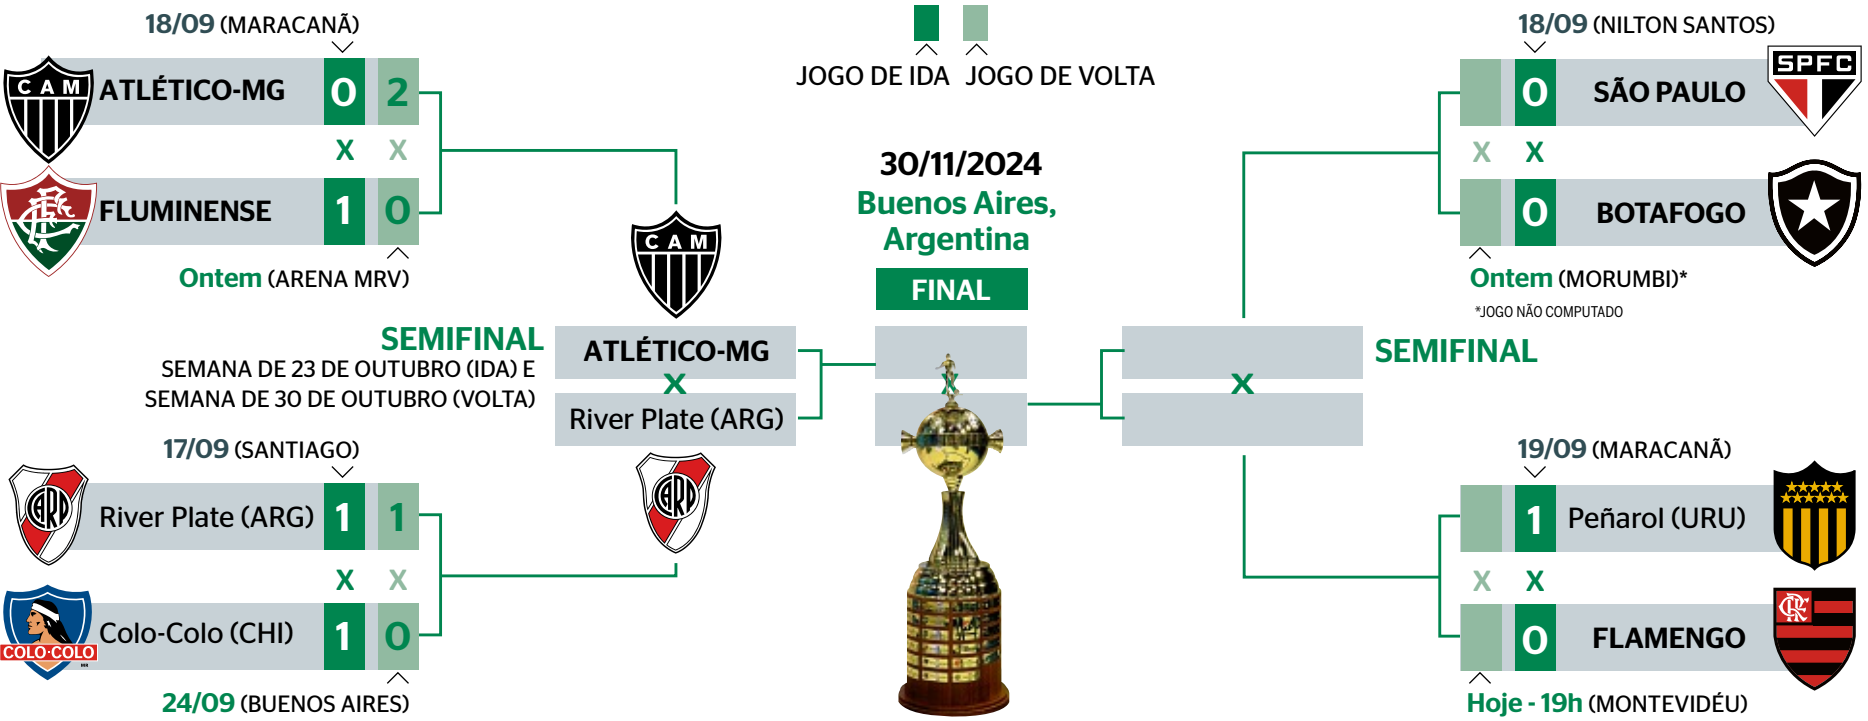 18/09 (MARACANÃ)
CAM
ATLÉTICO-MG 0 2
X X
FLUMINENSE 1 0
Ontem (ARENA MRV)
JOGO DE IDA JOGO DE VOLTA
18/09 (NILTON SANTOS)
0 SÃO PAULO
SPFC
X X
0 BOTAFOGO
Ontem (MORUMBI)*
*JOGO NÃO COMPUTADO
30/11/2024
Buenos Aires,
Argentina
FINAL
X
CAM
SEMIFINAL
SEMANA DE 23 DE OUTUBRO (IDA) E
SEMANA DE 30 DE OUTUBRO (VOLTA)
ATLÉTICO-MG
X
River Plate (ARG)
CARP
SEMIFINAL
X
17/09 (SANTIAGO)
CARP
River Plate (ARG) 1 1
X X
Colo-Colo (CHI) 1 0
COLO-COLO
24/09 (BUENOS AIRES)
19/09 (MARACANÃ)
1 Peñarol (URU)
X X
0 FLAMENGO
Hoje - 19h (MONTEVIDÉU)